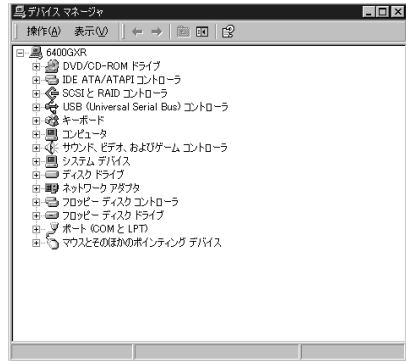 デバイス マネージャ
操作(A) 表示(V)
6400GXR
DVD/CD-ROM ドライブ
IDE ATA/ATAPI コントローラ
SCSI と RAID コントローラ
USB (Universal Serial Bus) コントローラ
キーボード
コンピュータ
サウンド、ビデオ、およびゲーム コントローラ
システム デバイス
ディスク ドライブ
ネットワーク アダプタ
フロッピー ディスク コントローラ
フロッピー ディスク ドライブ
ポート (COM と LPT)
マウスとそのほかのポインティング デバイス